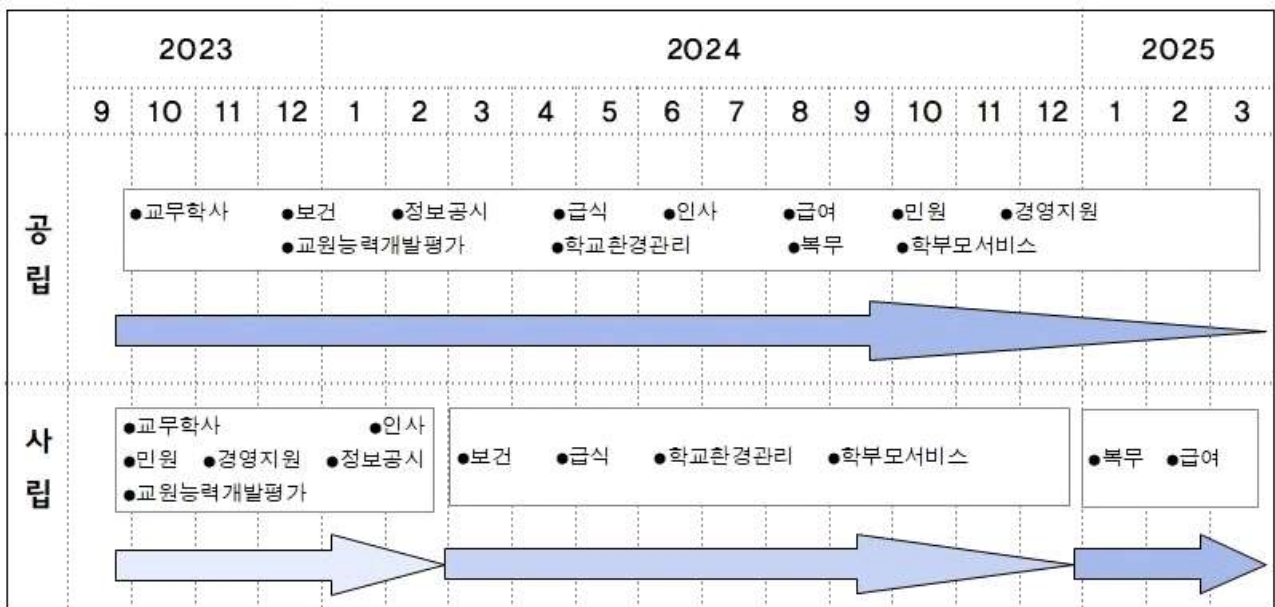 2023 2024 2025
9 10 11 12 1 2 3 4 5 6 7 8 9 10 11 12 1 2 3
공립
●교무학사 ●보건 ●정보공시 ●급식 ●인사 ●급여 ●민원 ●경영지원
●교원능력개발평가 ●학교환경관리 ●복무 ●학부모서비스
사립
●교무학사 ●인사
●민원 ●경영지원 ●정보공시
●교원능력개발평가
●보건 ●급식 ●학교환경관리 ●학부모서비스
●복무 ●급여